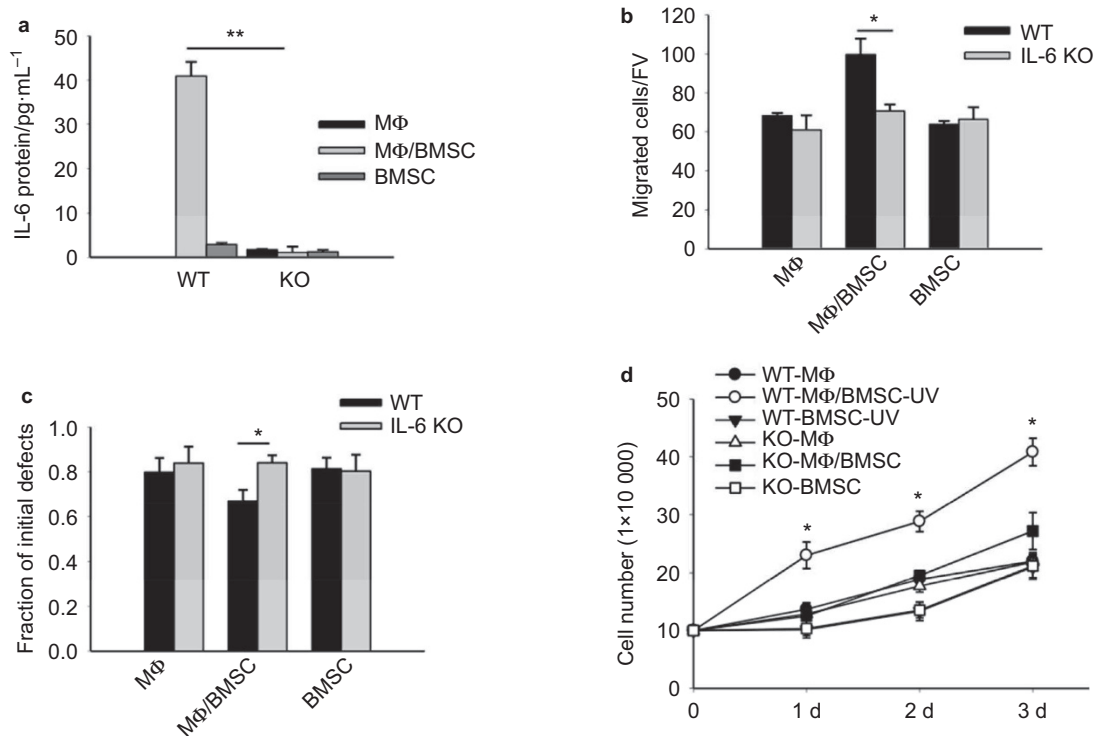 a
IL-6 protein/pg·mL⁻¹
50
40
30
20
10
0
**
MΦ
MΦ/BMSC
BMSC
WT
KO
b
Migrated cells/FV
120
100
80
60
40
20
0
*
WT
IL-6 KO
MΦ
MΦ/BMSC
BMSC
c
Fraction of initial defects
1.0
0.8
0.6
0.4
0.2
0.0
*
WT
IL-6 KO
MΦ
MΦ/BMSC
BMSC
d
WT-MΦ
WT-MΦ/BMSC-UV
WT-BMSC-UV
KO-MΦ
KO-MΦ/BMSC
KO-BMSC
Cell number (1×10 000)
50
40
30
20
10
0
*
*
*
0
1 d
2 d
3 d